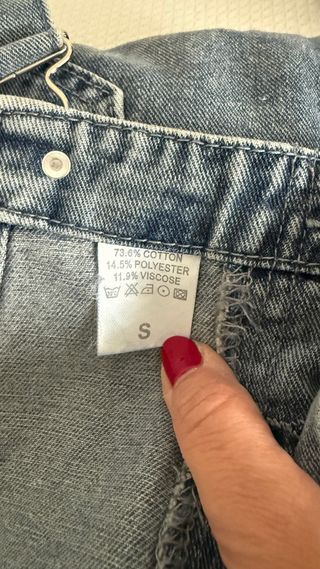 73.6% COTTON
14.5% POLYESTER
11.9% VISCOSE
S